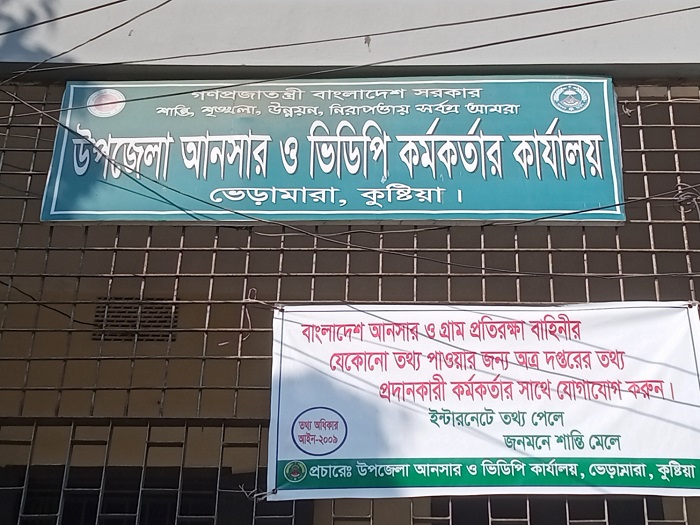 গণপ্রজাতন্ত্রী বাংলাদেশ সরকার
শান্তি, শৃঙ্খলা, উন্নয়ন, নিরাপত্তায় সর্বত্র আমরা
উপজেলা আনসার ও ভিডিপি কর্মকর্তার কার্যালয়
ভেড়ামারা, কুষ্টিয়া ।
বাংলাদেশ আনসার ও গ্রাম প্রতিরক্ষা বাহিনীর
যেকোনো তথ্য পাওয়ার জন্য অত্র দপ্তরের তথ্য
প্রদানকারী কর্মকর্তার সাথে যোগাযোগ করুন ।
তথ্য অধিকার
আইন-২০০৯
ইন্টারনেটে তথ্য পেলে
জনমনে শান্তি মেলে
প্রচারেঃ উপজেলা আনসার ও ভিডিপি কার্যালয়, ভেড়ামারা, কুষ্টিয়া